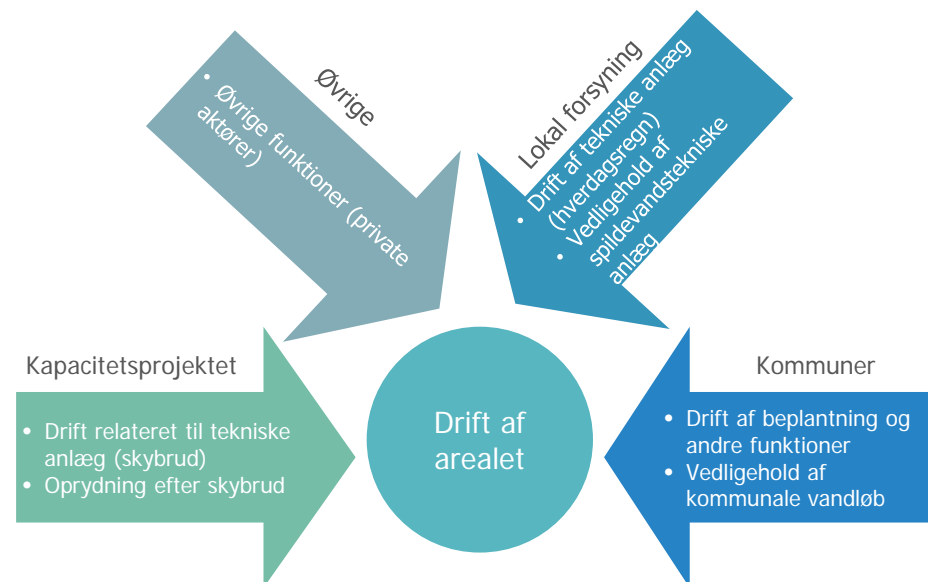 Øvrige
• Øvrige funktioner (private
aktører)
Lokal forsyning
• Drift af tekniske anlæg
(hverdagsregn)
• Vedligehold af
spildevandstekniske
anlæg
Kapacitetsprojektet
• Drift relateret til tekniske
anlæg (skybrud)
• Oprydning efter skybrud
Drift af
arealet
Kommuner
• Drift af beplantning og
andre funktioner
• Vedligehold af
kommunale vandløb